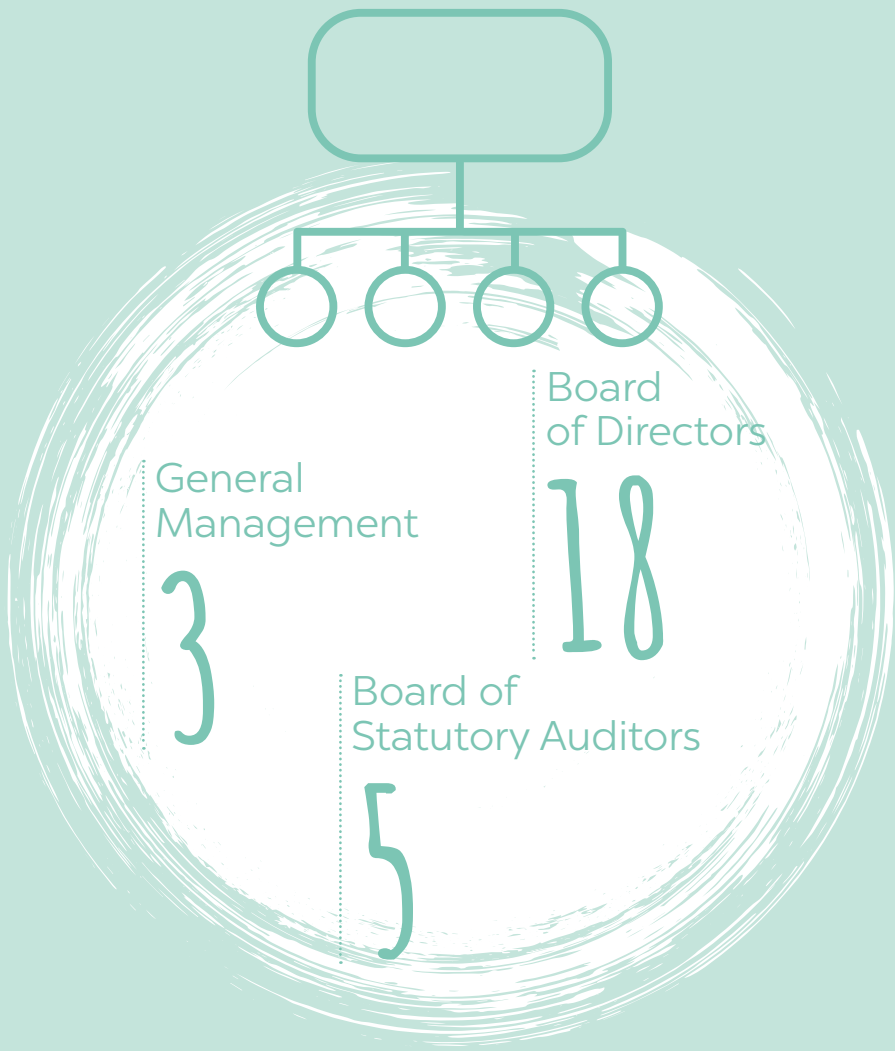 Board
of Directors
18
General
Management
3
Board of
Statutory Auditors
5